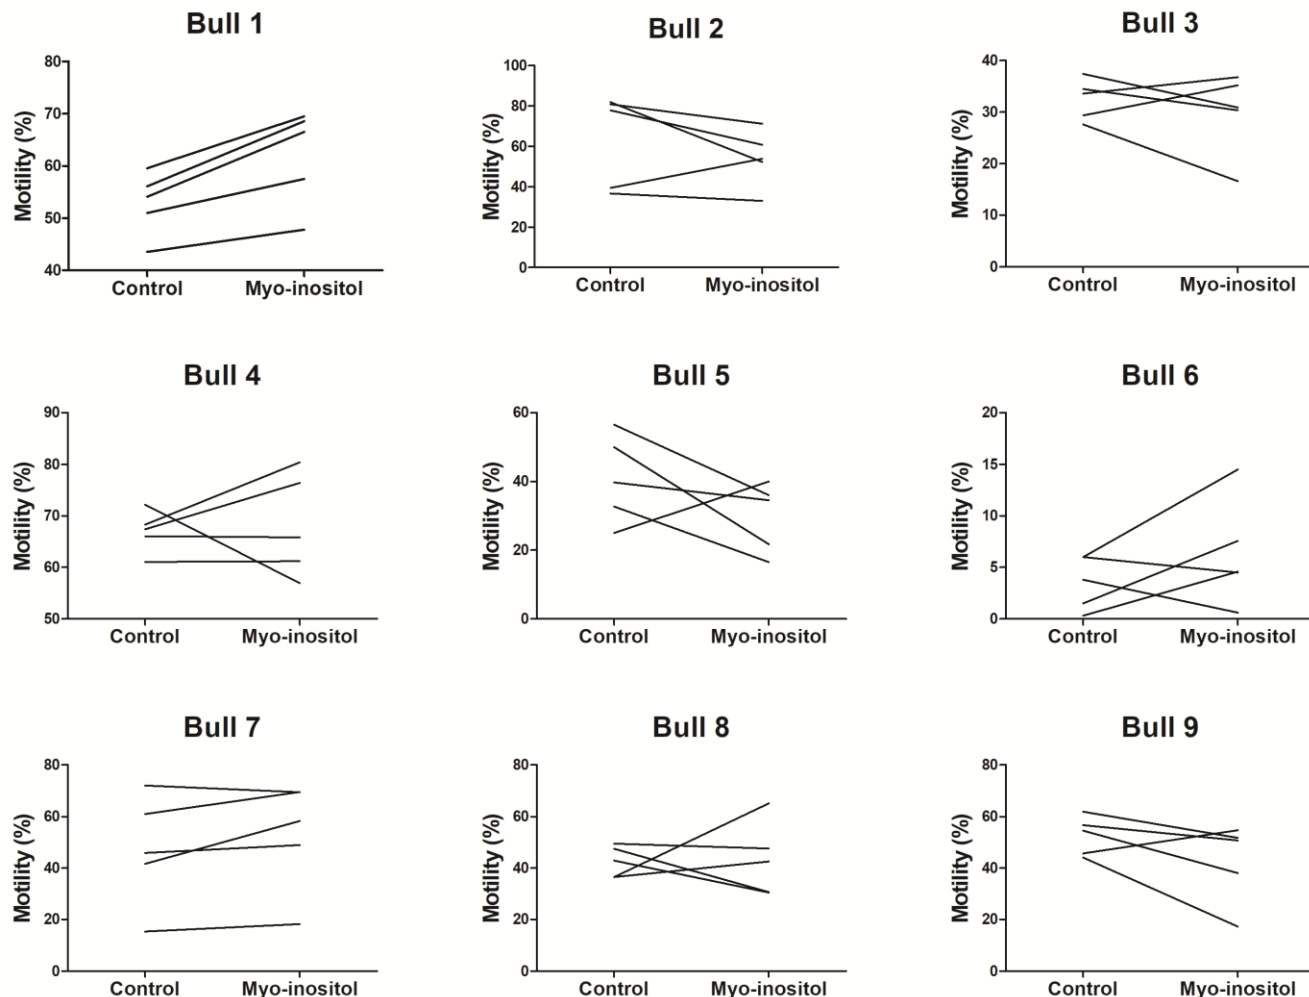 Bull 1
Motility (%)
80
70
60
50
40
Control Myo-inositol
Bull 2
Motility (%)
100
80
60
40
20
0
Control Myo-inositol
Bull 3
Motility (%)
40
30
20
10
0
Control Myo-inositol
Bull 4
Motility (%)
90
80
70
60
50
Control Myo-inositol
Bull 5
Motility (%)
60
40
20
0
Control Myo-inositol
Bull 6
Motility (%)
20
15
10
5
0
Control Myo-inositol
Bull 7
Motility (%)
80
60
40
20
0
Control Myo-inositol
Bull 8
Motility (%)
80
60
40
20
0
Control Myo-inositol
Bull 9
Motility (%)
80
60
40
20
0
Control Myo-inositol